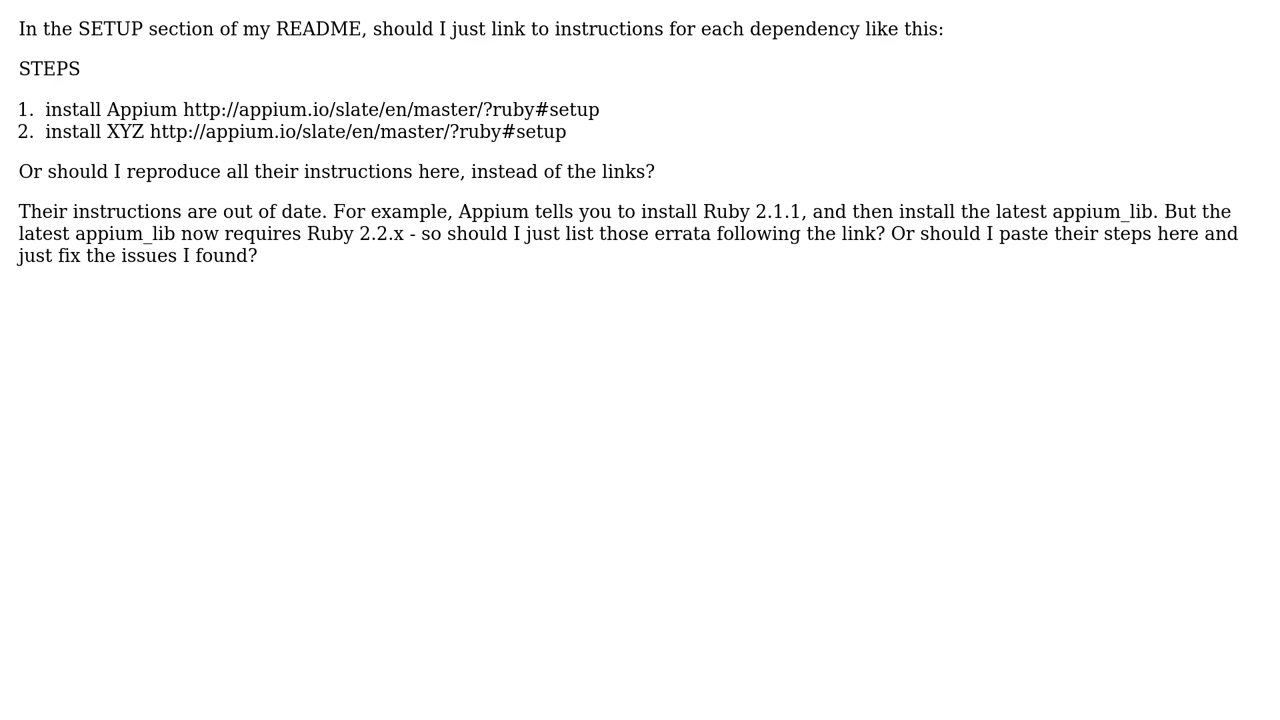 In the SETUP section of my README, should I just link to instructions for each dependency like this:
STEPS
1. install Appium http://appium.io/slate/en/master/?ruby#setup
2. install XYZ http://appium.io/slate/en/master/?ruby#setup
Or should I reproduce all their instructions here, instead of the links?
Their instructions are out of date. For example, Appium tells you to install Ruby 2.1.1, and then install the latest appium_lib. But the
latest appium_lib now requires Ruby 2.2.x - so should I just list those errata following the link? Or should I paste their steps here and
just fix the issues I found?